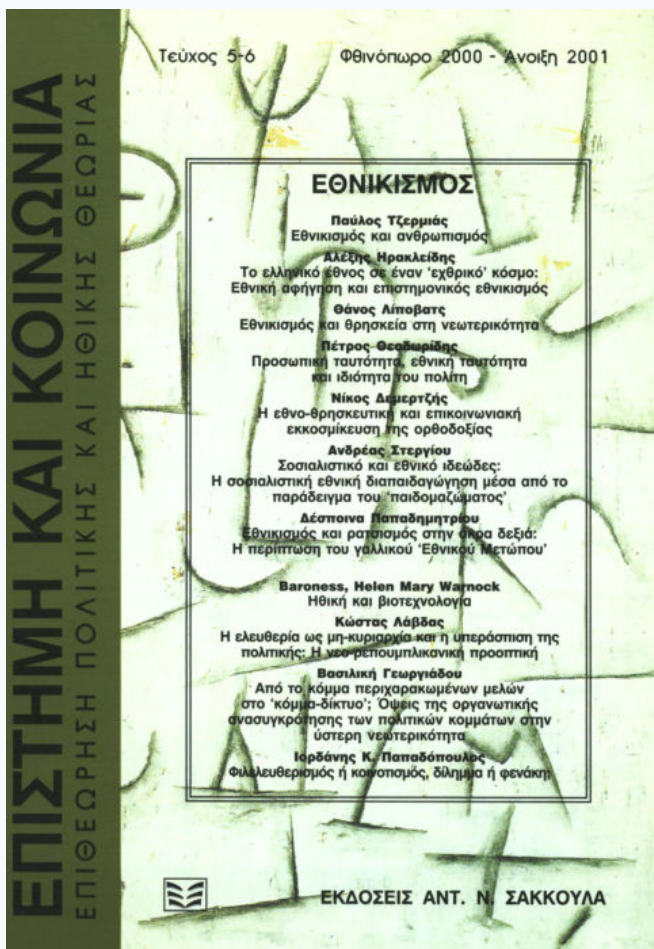 ΕΠΙΣΤΗΜΗ ΚΑΙ ΚΟΙΝΩΝΙΑ
ΕΠΙΘΕΩΡΗΣΗ ΠΟΛΙΤΙΚΗΣ ΚΑΙ ΗΘΙΚΗΣ ΘΕΩΡΙΑΣ
Τεύχος 5-6 Φθινόπωρο 2000 - Άνοιξη 2001
ΕΘΝΙΚΙΣΜΟΣ
Παύλος Τζερμιάς
Εθνικισμός και ανθρωπισμός
Αλέξης Ηρακλείδης
Το ελληνικό έθνος σε έναν 'εχθρικό' κόσμο:
Εθνική αφήγηση και επιστημονικός εθνικισμός
Θάνος Λίποβατς
Εθνικισμός και θρησκεία στη νεωτερικότητα
Πέτρος Θεοδωρίδης
Προσωπική ταυτότητα, εθνική ταυτότητα
και ιδιότητα του πολίτη
Νίκος Δεμερτζής
Η εθνο-θρησκευτική και επικοινωνιακή
εκκοσμίκευση της ορθοδοξίας
Ανδρέας Στεργίου
Σοσιαλιστικό και εθνικό ιδεώδες:
Η σοσιαλιστική εθνική διαπαιδαγώγηση μέσα από το
παράδειγμα του 'παιδομαζώματος'
Δέσποινα Παπαδημητρίου
Εθνικισμός και ρατσισμός στην άκρα δεξιά:
Η περίπτωση του γαλλικού 'Εθνικού Μετώπου'
Baroness, Helen Mary Warnock
Ηθική και βιοτεχνολογία
Κώστας Λάβδας
Η ελευθερία ως μη-κυριαρχία και η υπεράσπιση της
πολιτικής: Η νεο-ρεπουμπλικανική προοπτική
Βασιλική Γεωργιάδου
Από το κόμμα περιχαρακωμένων μελών
στο 'κόμμα-δίκτυο'; Όψεις της οργανωτικής
ανασυγκρότησης των πολιτικών κομμάτων στην
ύστερη νεωτερικότητα
Ιορδάνης Κ. Παπαδόπουλος
Φιλελευθερισμός ή κοινοτισμός, δίλημμα ή φενάκη;
ΕΚΔΟΣΕΙΣ ΑΝΤ. Ν. ΣΑΚΚΟΥΛΑ